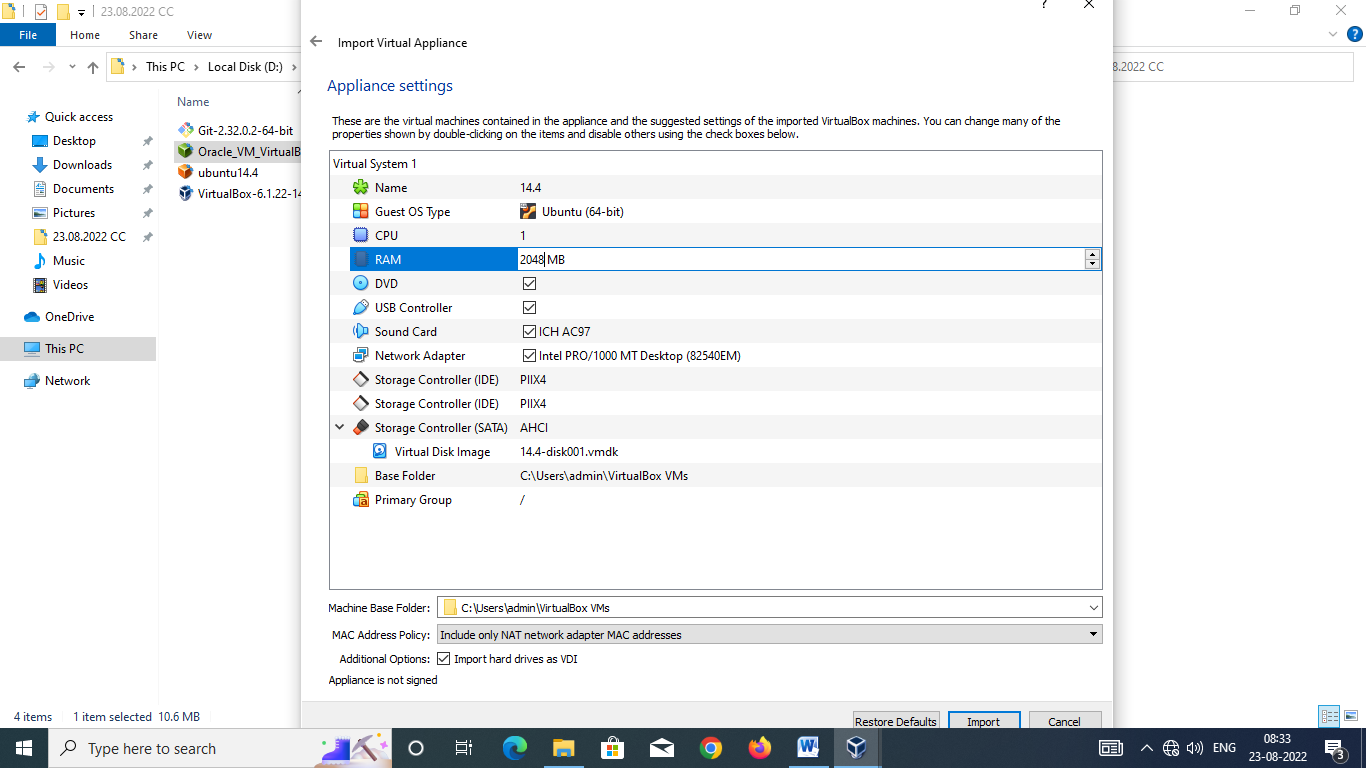 23.08.2022 CC
?
File Home Share View
?
Import Virtual Appliance
This PC > Local Disk (D:) >
8.2022 CC
Appliance settings
These are the virtual machines contained in the appliance and the suggested settings of the imported VirtualBox machines. You can change many of the
properties shown by double-clicking on the items and disable others using the check boxes below.
Quick access
Desktop
Downloads
Documents
Pictures
23.08.2022 CC
Music
Videos
OneDrive
This PC
Network
Name
Git-2.32.0.2-64-bit
Oracle_VM_VirtualB
ubuntu14.4
VirtualBox-6.1.22-14
Virtual System 1
Name 14.4
Guest OS Type Ubuntu (64-bit)
CPU 1
RAM 2048 MB
DVD
USB Controller
Sound Card ICH AC97
Network Adapter Intel PRO/1000 MT Desktop (82540EM)
Storage Controller (IDE) PIIX4
Storage Controller (IDE) PIIX4
Storage Controller (SATA) AHCI
Virtual Disk Image 14.4-disk001.vmdk
Base Folder C:\Users\admin\VirtualBox VMs
Primary Group /
Machine Base Folder: C:\Users\admin\VirtualBox VMs
MAC Address Policy: Include only NAT network adapter MAC addresses
Additional Options: Import hard drives as VDI
Appliance is not signed
Restore Defaults Import Cancel
4 items 1 item selected 10.6 MB
Type here to search
W
ENG
08:33
23-08-2022
3